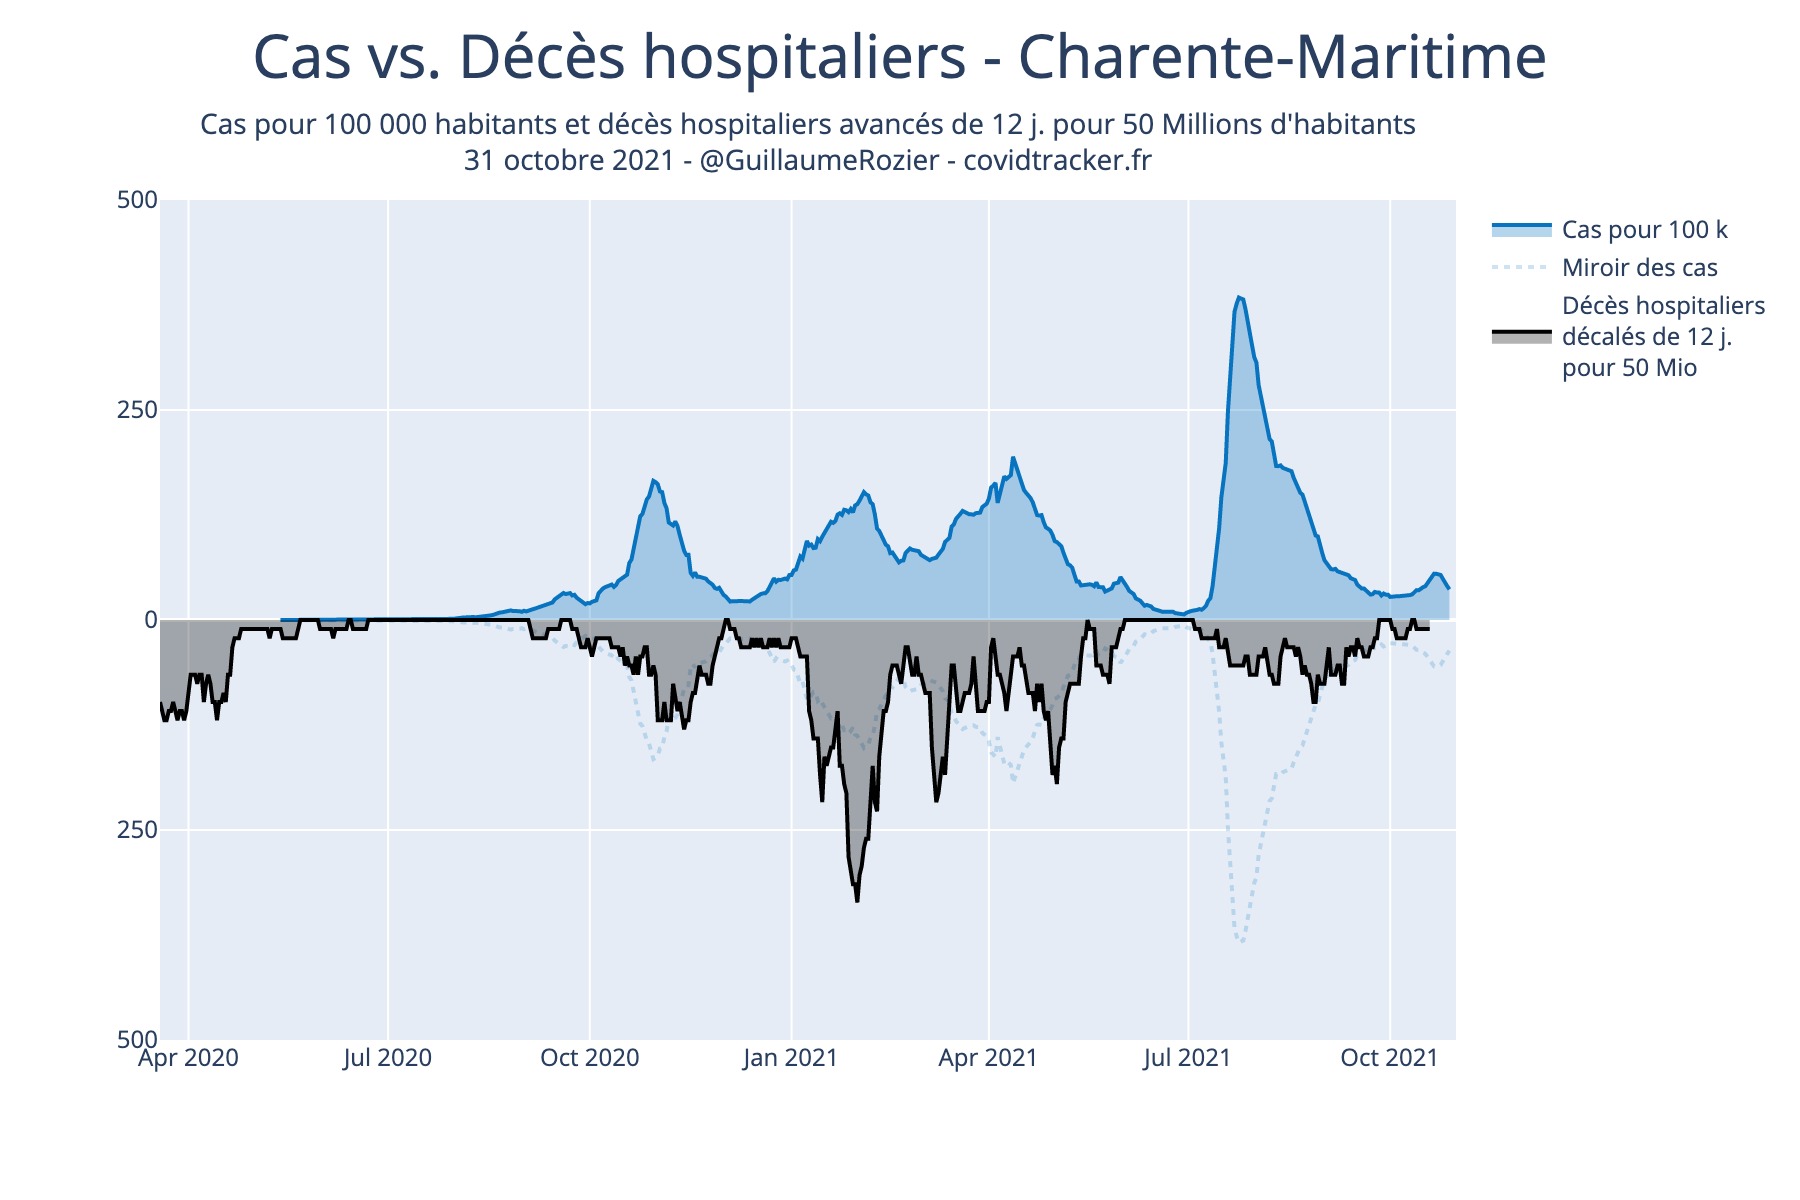 Cas vs. Décès hospitaliers - Charente-Maritime
Cas pour 100 000 habitants et décès hospitaliers avancés de 12 j. pour 50 Millions d'habitants
31 octobre 2021 - @GuillaumeRozier - covidtracker.fr
500
250
0
250
500
Apr 2020
Jul 2020
Oct 2020
Jan 2021
Apr 2021
Jul 2021
Oct 2021
Cas pour 100 k
Miroir des cas
Décès hospitaliers
décalés de 12 j.
pour 50 Mio